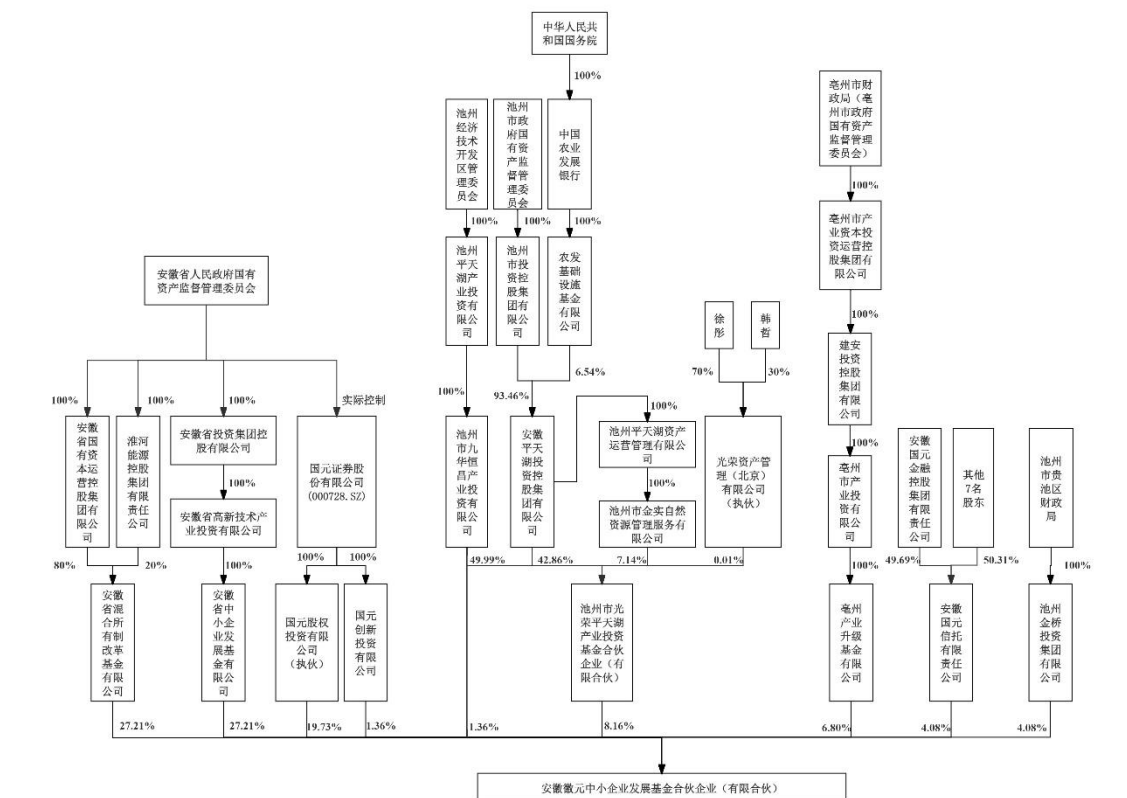 中华人民共
和国国务院
100%
亳州市财
政局（亳
州市政府
国有资产
监督管理
委员会）
池州
经济
技术
开发
区管
理委
员会
池州
市政
府国
有资
产监
督管
理委
员会
中国
农业
发展
银行
100%
100%
100%
100%
亳州市产
业资本投
资运营控
股集团有
限公司
池州
平天
湖产
业投
资有
限公
司
池州
市投
资控
股集
团有
限公
司
农发
基础
设施
基金
有限
公司
安徽省人民政府国有
资产监督管理委员会
徐
彤
韩
哲
100%
建安
投资
控股
集团
有限
公司
100%
93.46%
6.54%
70%
30%
100%
100%
100%
实际控制
安徽
省国
有资
本运
营控
股集
团有
限公
司
淮河
能源
控股
集团
有限
责任
公司
安徽省投资集团控
股有限公司
100%
安徽省高新技术产
业投资有限公司
国元证券股
份有限公司
(000728.SZ)
池州
市九
华恒
昌产
业投
资有
限公
司
安徽
平天
湖投
资控
股集
团有
限公
司
100%
池州平天湖资产
运营管理有限公
司
100%
池州市金实自然
资源管理服务有
限公司
光荣资产管
理（北京）
有限公司
（执伙）
100%
亳州
市产
业投
资有
限公
司
安徽
国元
金融
控股
集团
有限
责任
公司
其他
7名
股东
池州
市贵
池区
财政
局
80%
20%
100%
100%
100%
49.99%
42.86%
7.14%
0.01%
100%
49.69%
50.31%
100%
安徽
省混
合所
有制
改革
基金
有限
公司
安徽
省中
小企
业发
展基
金有
限公
司
国元股权
投资有限
公司
（执伙）
国元
创新
投资
有限
公司
池州市光
荣平天湖
产业投资
基金合伙
企业（有
限合伙）
亳州
产业
升级
基金
有限
公司
安徽
国元
信托
有限
责任
公司
池州
金桥
投资
集团
有限
公司
27.21%
27.21%
19.73%
1.36%
1.36%
8.16%
6.80%
4.08%
4.08%
安徽徽元中小企业发展基金合伙企业（有限合伙）